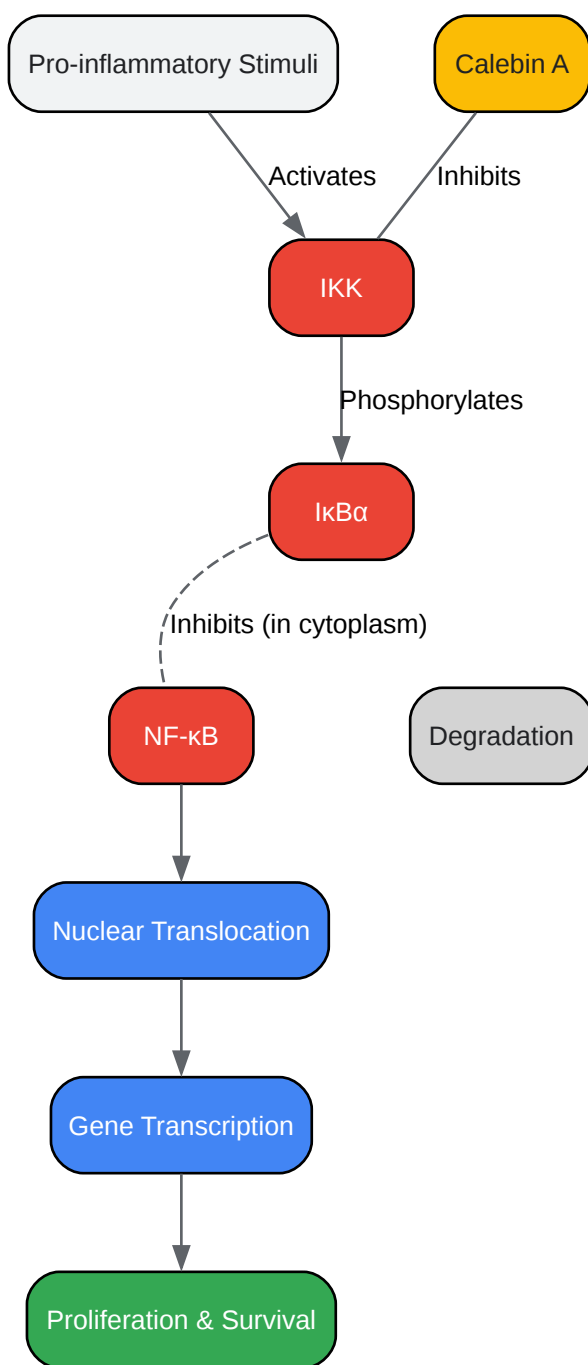 Pro-inflammatory Stimuli
Calebin A
Activates
Inhibits
IKK
Phosphorylates
IκBα
Inhibits (in cytoplasm)
NF-κB
Degradation
Nuclear Translocation
Gene Transcription
Proliferation & Survival